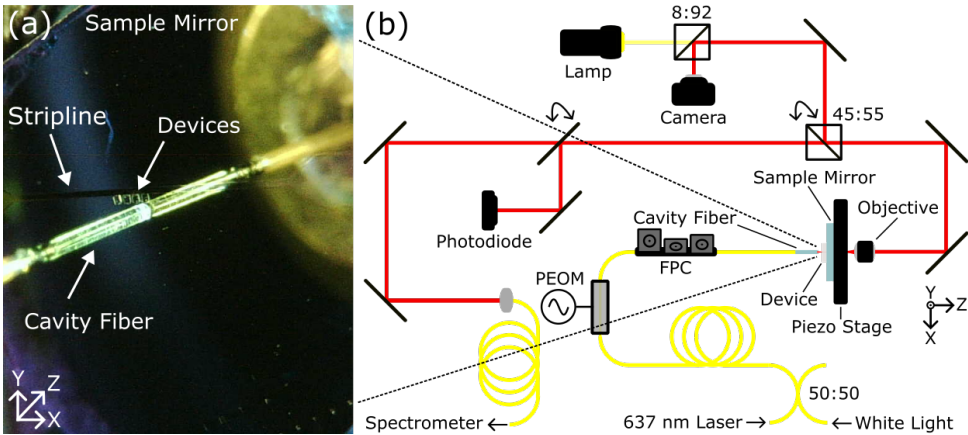 (a)
Sample Mirror
Stripline
Devices
Cavity Fiber
Y
Z
X
(b)
8:92
Lamp
Camera
45:55
Sample Mirror
Objective
Cavity Fiber
Photodiode
FPC
PEOM
Device
Piezo Stage
Y
Z
X
50:50
Spectrometer
637 nm Laser
White Light